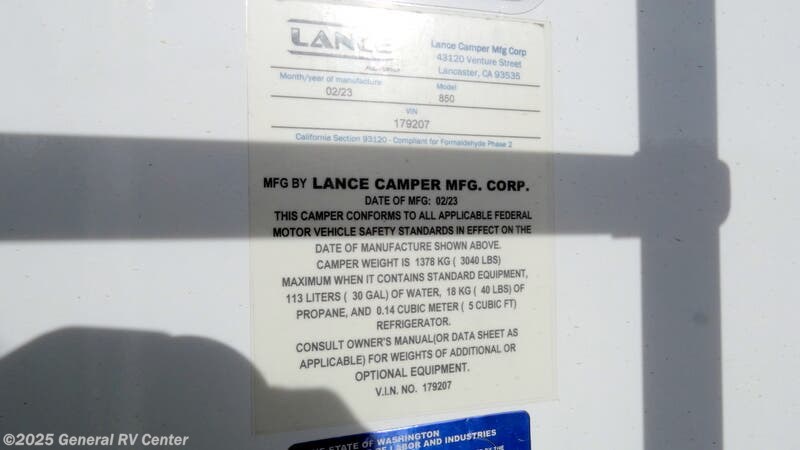 LANCE
Lance Camper Mfg Corp
43120 Venture Street
Lancaster, CA 93535
Month/year of manufacture
Model
02/23
850
VIN
179207
California Section 93120 - Compliant for Formaldehyde Phase 2
MFG BY LANCE CAMPER MFG. CORP.
DATE OF MFG: 02/23
THIS CAMPER CONFORMS TO ALL APPLICABLE FEDERAL
MOTOR VEHICLE SAFETY STANDARDS IN EFFECT ON THE
DATE OF MANUFACTURE SHOWN ABOVE.
CAMPER WEIGHT IS 1378 KG ( 3040 LBS)
MAXIMUM WHEN IT CONTAINS STANDARD EQUIPMENT,
113 LITERS ( 30 GAL) OF WATER, 18 KG ( 40 LBS) OF
PROPANE, AND 0.14 CUBIC METER ( 5 CUBIC FT)
REFRIGERATOR.
CONSULT OWNER'S MANUAL(OR DATA SHEET AS
APPLICABLE) FOR WEIGHTS OF ADDITIONAL OR
OPTIONAL EQUIPMENT.
V.I.N. NO. 179207
STATE OF WASHINGTON
LABOR AND INDUSTRIES
©2025 General RV Center